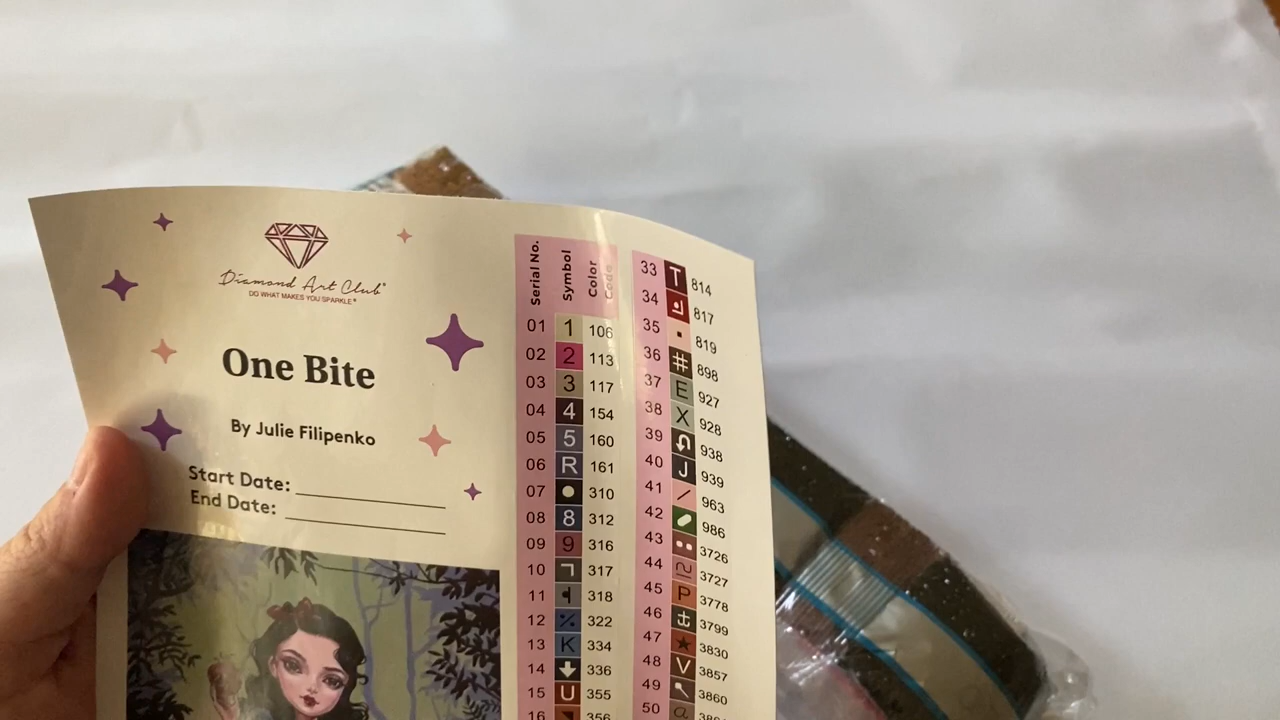 Diamond Art Club®
DO WHAT MAKES YOU SPARKLE®
One Bite
By Julie Filipenko
Start Date:
End Date:
Serial No. Symbol Color Code
01 1 106
02 2 113
03 3 117
04 4 154
05 5 160
06 R 161
07 310
08 8 312
09 9 316
10 317
11 318
12 322
13 K 334
14 336
15 U 355
16 356
33 T 814
34 817
35 819
36 # 898
37 E 927
38 X 928
39 938
40 J 939
41 / 963
42 986
43 3726
44 3727
45 P 3778
46 3799
47 ★ 3830
48 V 3857
49 3860
50